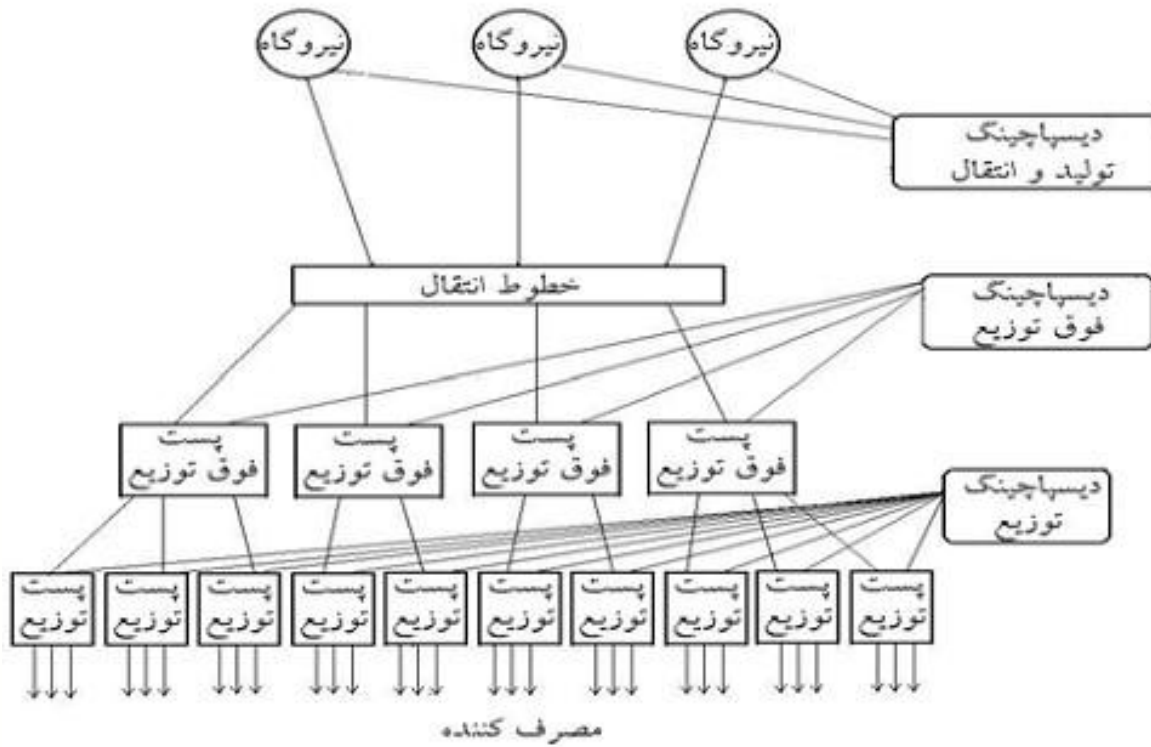 نیروگاه
نیروگاه
نیروگاه
دیسپاچینگ
تولید و انتقال
خطوط انتقال
دیسپاچینگ
فوق توزیع
پست
فوق توزیع
پست
فوق توزیع
پست
فوق توزیع
پست
فوق توزیع
دیسپاچینگ
توزیع
پست
توزیع
پست
توزیع
پست
توزیع
پست
توزیع
پست
توزیع
پست
توزیع
پست
توزیع
پست
توزیع
پست
توزیع
پست
توزیع
مصرف کننده